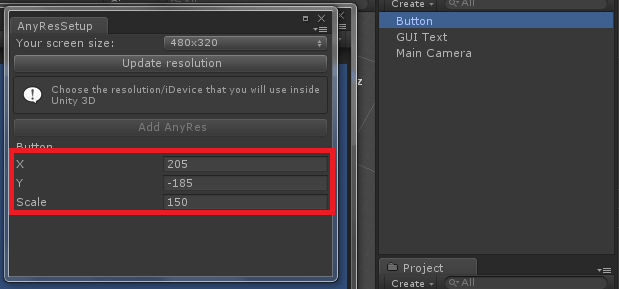 Create All
AnyResSetup
Your screen size: 480x320
Update resolution
Choose the resolution/iDevice that you will use inside
Unity 3D
Add AnyRes
Button
X 205
Y -185
Scale 150
Button
GUI Text
Main Camera
z
Project
Create All